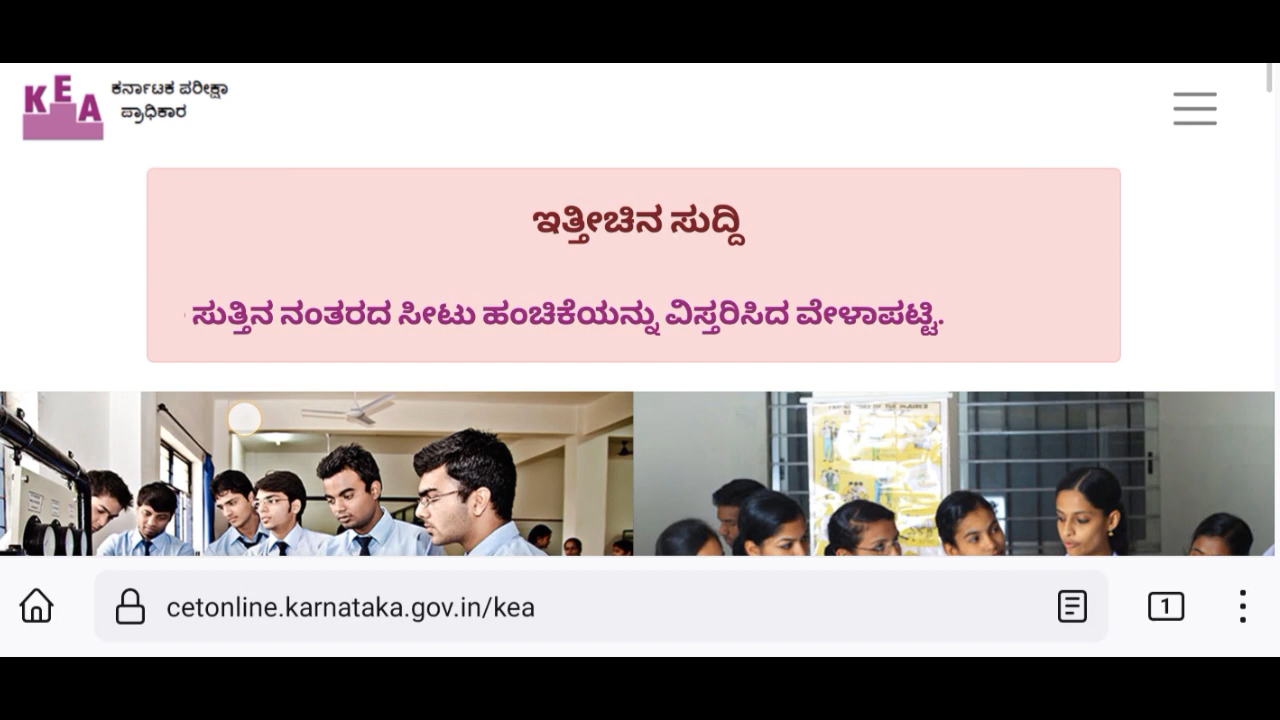 KEA
ಕರ್ನಾಟಕ ಪರೀಕ್ಷಾ
ಪ್ರಾಧಿಕಾರ
ಇತ್ತೀಚಿನ ಸುದ್ದಿ
ಸುತ್ತಿನ ನಂತರದ ಸೀಟು ಹಂಚಿಕೆಯನ್ನು ವಿಸ್ತರಿಸಿದ ವೇಳಾಪಟ್ಟಿ.
cetonline.karnataka.gov.in/kea
1